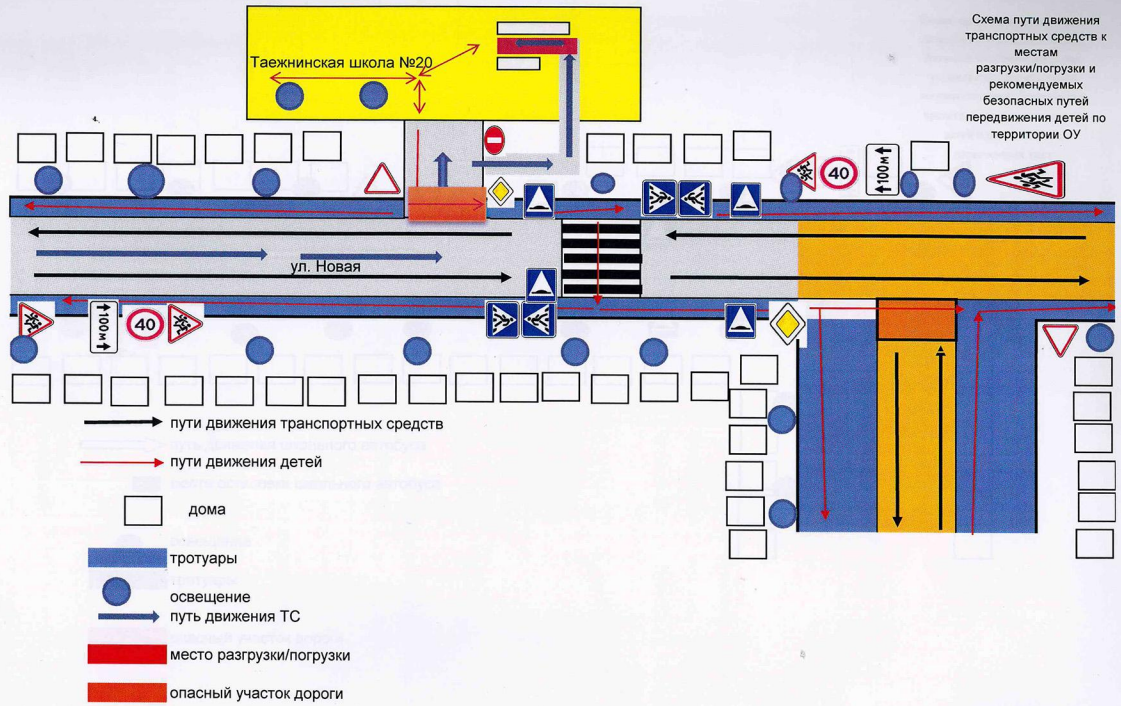 Схема пути движения
транспортных средств к
местам
разгрузки/погрузки и
рекомендуемых
безопасных путей
передвижения детей по
территории ОУ
Таежнинская школа №20
40
100 м
ул. Новая
100 м
40
пути движения транспортных средств
пути движения детей
дома
тротуары
освещение
путь движения ТС
место разгрузки/погрузки
опасный участок дороги